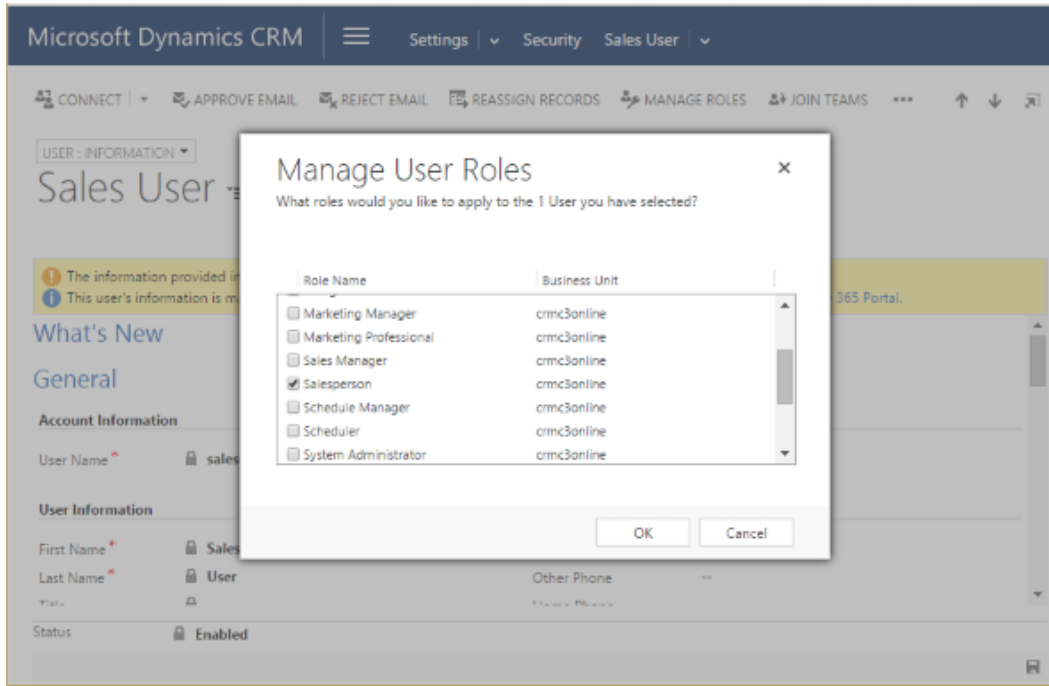 Microsoft Dynamics CRM Settings Security Sales User
CONNECT APPROVE EMAIL REJECT EMAIL REASSIGN RECORDS MANAGE ROLES JOIN TEAMS ...
USER : INFORMATION
Sales User
Manage User Roles
What roles would you like to apply to the 1 User you have selected?
The information provided in
This user's information is m 365 Portal.
Role Name Business Unit
Marketing Manager crmc3online
Marketing Professional crmc3online
Sales Manager crmc3online
Salesperson crmc3online
Schedule Manager crmc3online
Scheduler crmc3online
System Administrator crmc3online
OK Cancel
What's New
General
Account Information
User Name * sales
User Information
First Name * Sales
Last Name * User Other Phone --
Status Enabled